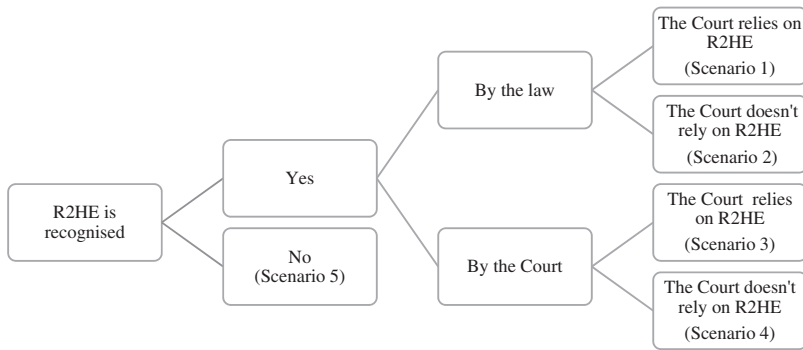 R2HE is
recognised
Yes
No
(Scenario 5)
By the law
By the Court
The Court relies on
R2HE
(Scenario 1)
The Court doesn't
rely on R2HE
(Scenario 2)
The Court relies
on R2HE
(Scenario 3)
The Court doesn't
rely on R2HE
(Scenario 4)